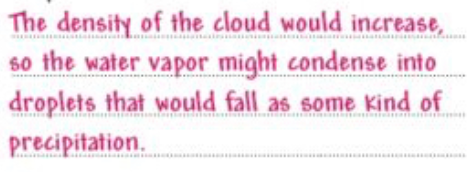 The density of the cloud would increase,
so the water vapor might condense into
droplets that would fall as some kind of
precipitation.